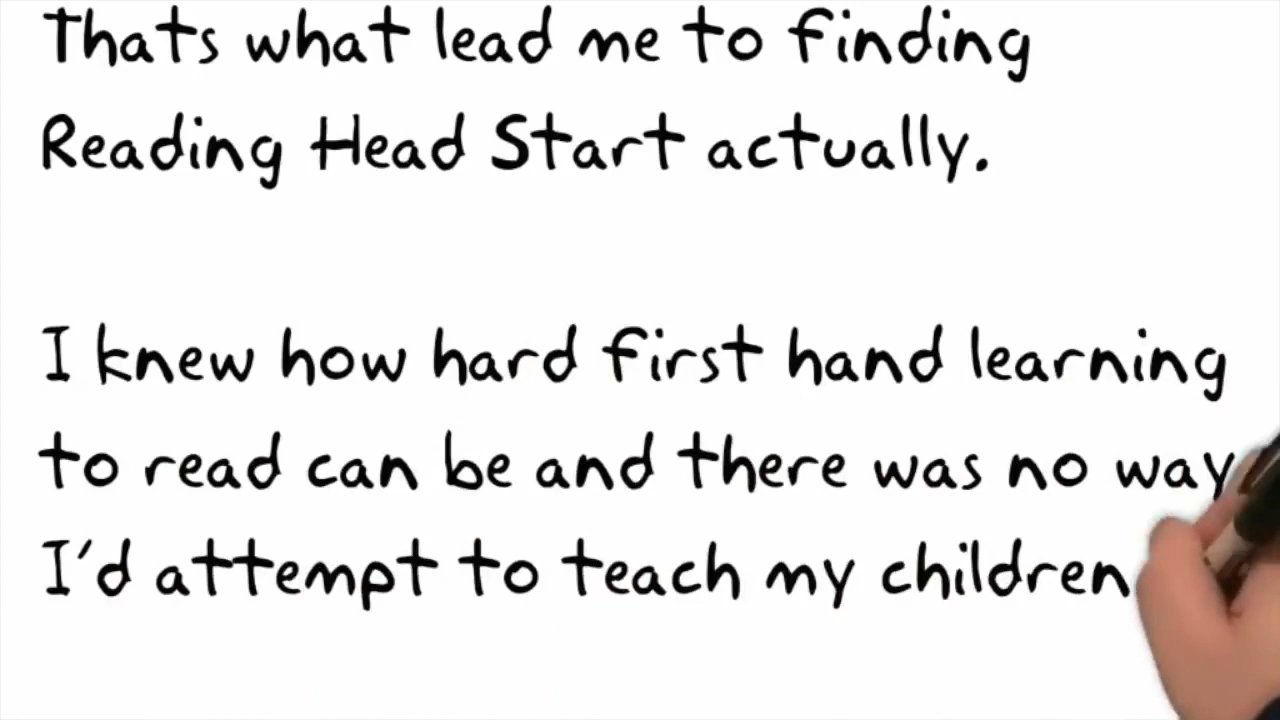 Thats what lead me to finding
Reading Head Start actually.
I knew how hard first hand learning
to read can be and there was no way
I'd attempt to teach my children